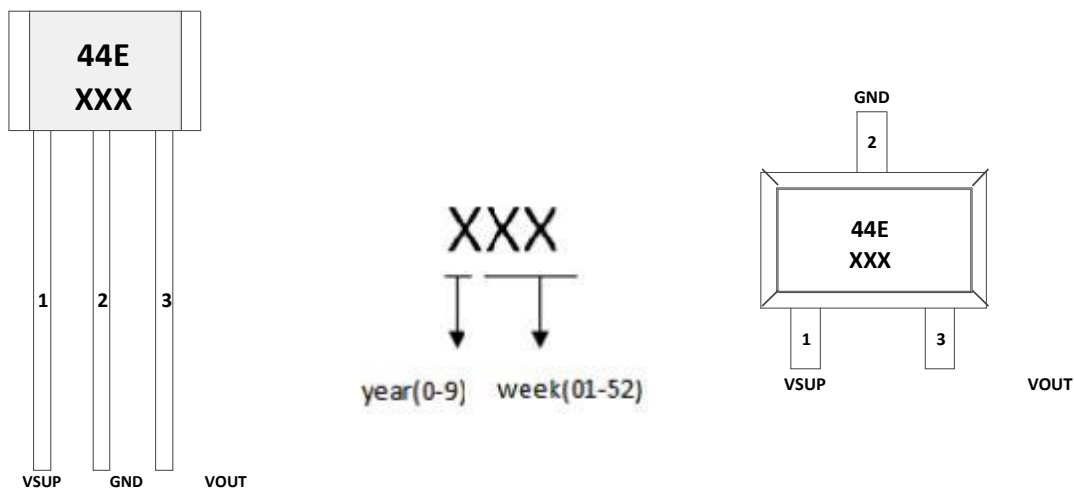 44E
XXX
1 2 3
VSUP GND VOUT
XXX
year(0-9) week(01-52)
GND
2
44E
XXX
1 3
VSUP VOUT